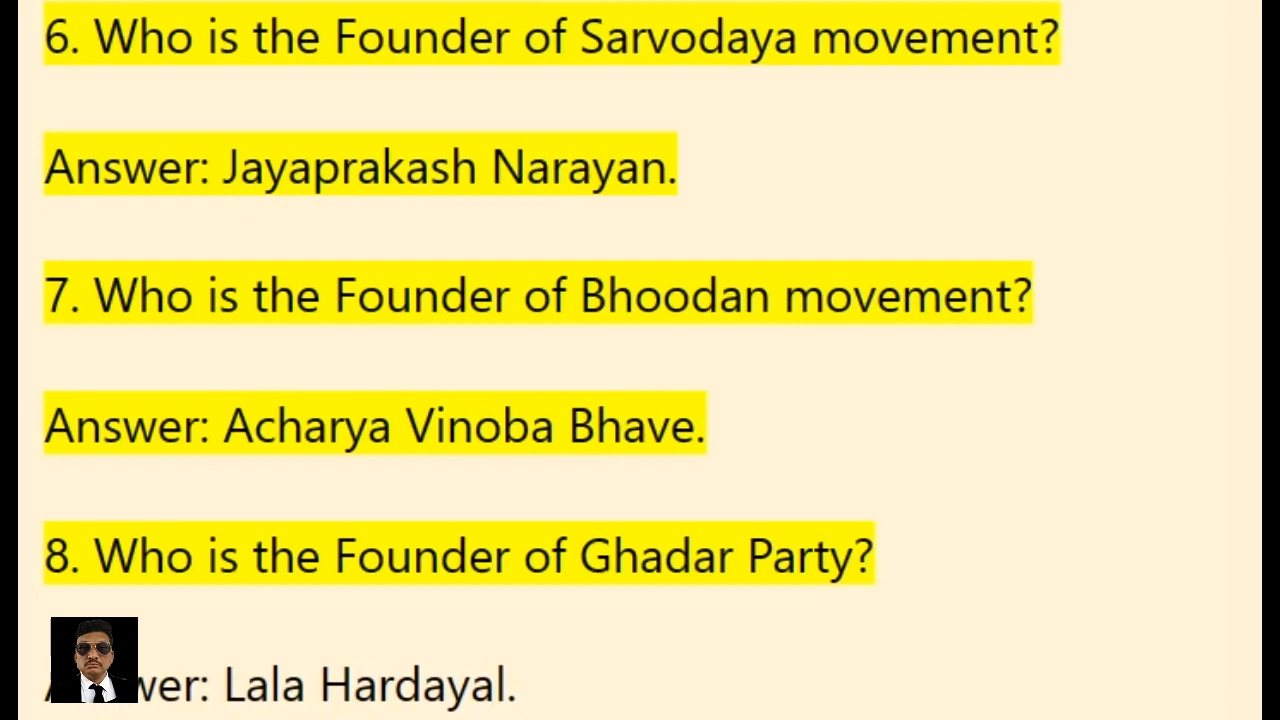 6. Who is the Founder of Sarvodaya movement?
Answer: Jayaprakash Narayan.
7. Who is the Founder of Bhoodan movement?
Answer: Acharya Vinoba Bhave.
8. Who is the Founder of Ghadar Party?
Lala Hardayal.